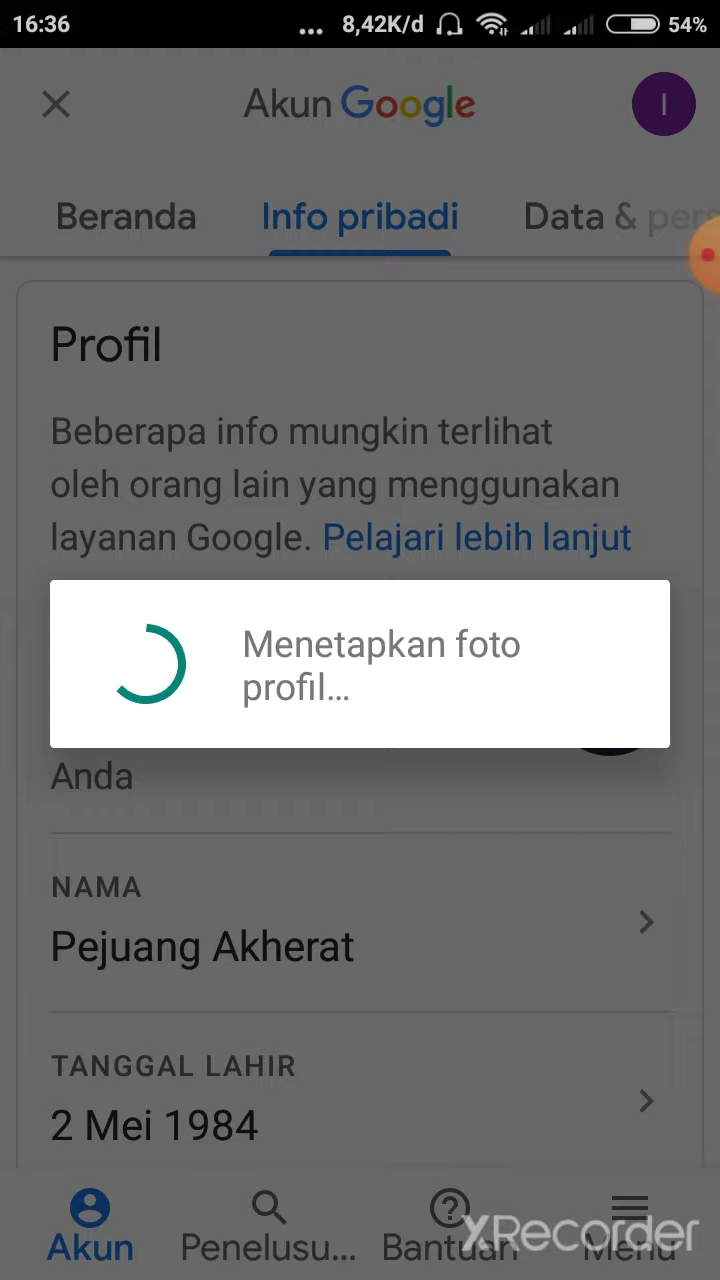 16:36 ... 8,42K/d 54%
Akun Google I
Beranda Info pribadi Data & pers
Profil
Beberapa info mungkin terlihat
oleh orang lain yang menggunakan
layanan Google. Pelajari lebih lanjut
Menetapkan foto
profil...
Anda
NAMA
Pejuang Akherat
TANGGAL LAHIR
2 Mei 1984
Akun Penelusu... Bantuan Menu
XRecorder